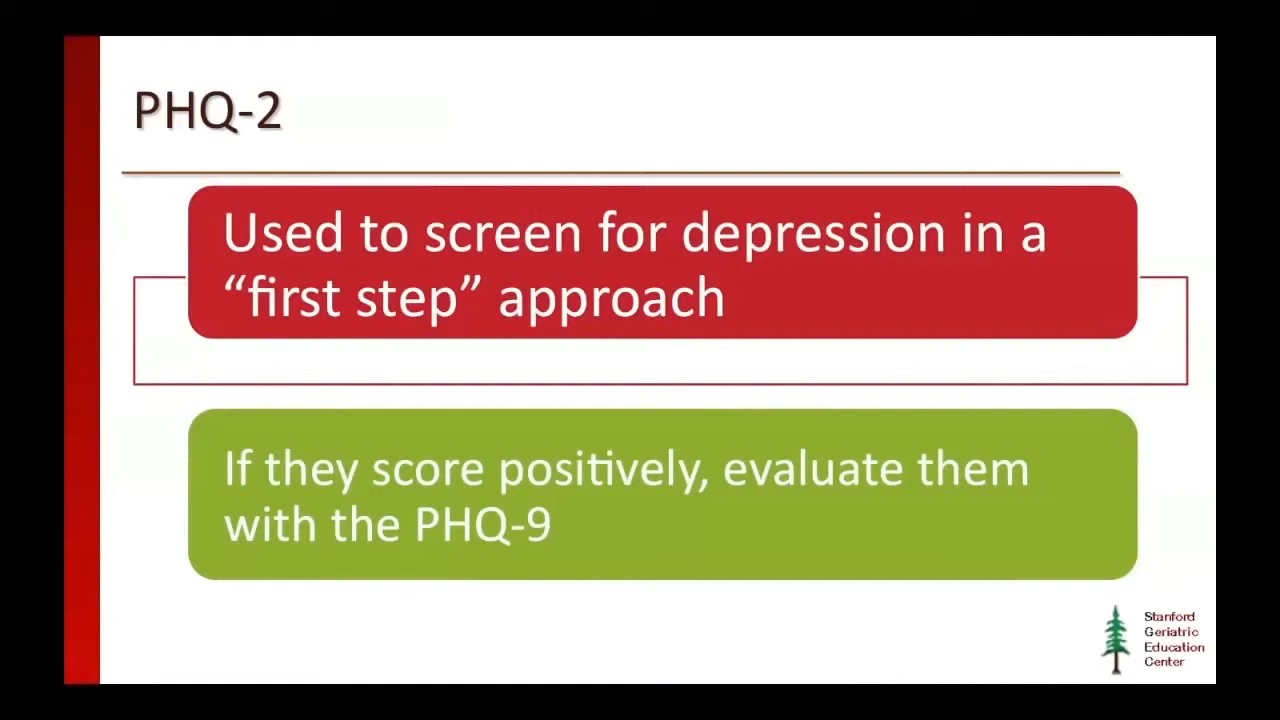 PHQ-2
Used to screen for depression in a
“first step” approach
If they score positively, evaluate them
with the PHQ-9
Stanford
Geriatric
Education
Center